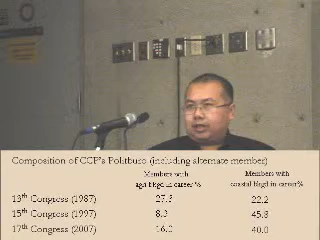 Composition of CCP's Politburo (including alternate member)
Members with Members with
agri bkgd in career % coastal bkgd in career%
13th Congress (1987) 27.3 22.2
15th Congress (1997) 8.3 45.8
17th Congress (2007) 16.0 40.0